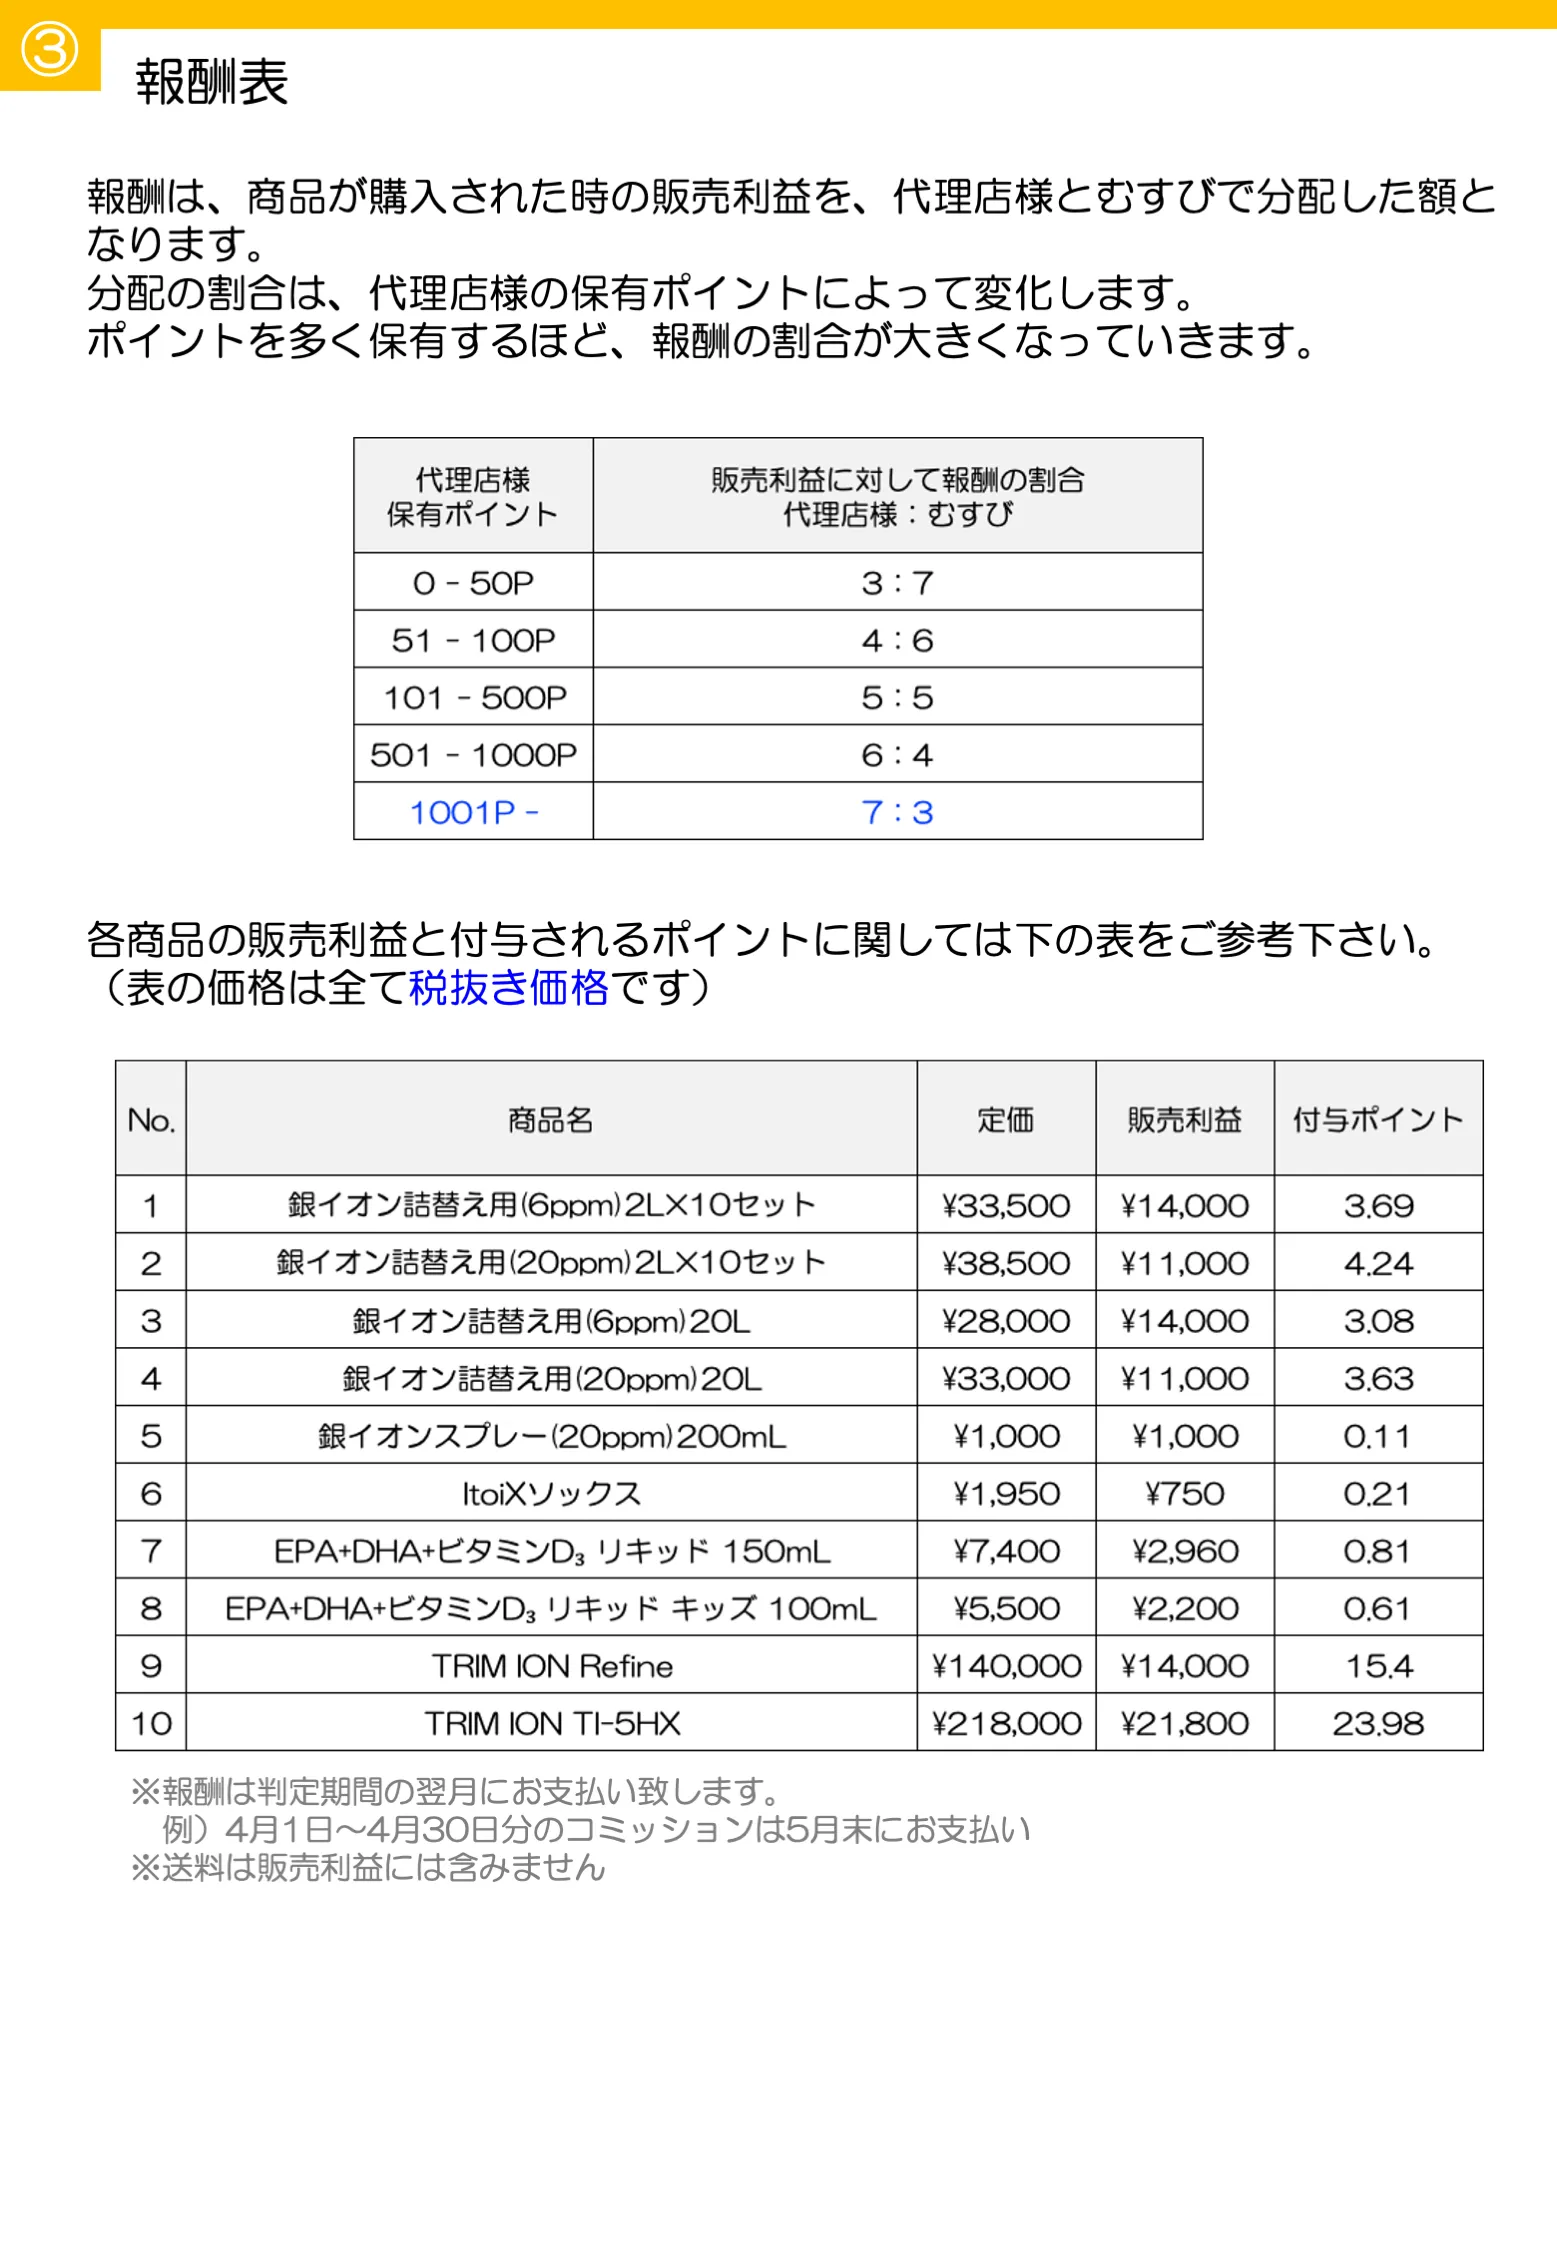 ③
報酬表
報酬は、商品が購入された時の販売利益を、代理店様とむすびで分配した額と
なります。
分配の割合は、代理店様の保有ポイントによって変化します。
ポイントを多く保有するほど、報酬の割合が大きくなっていきます。
代理店様
保有ポイント
販売利益に対して報酬の割合
代理店様：むすび
0 - 50P 3：7
51 - 100P 4：6
101 - 500P 5：5
501 - 1000P 6：4
1001P - 7：3
各商品の販売利益と付与されるポイントに関しては下の表をご参考下さい。
（表の価格は全て税抜き価格です）
No. 商品名 定価 販売利益 付与ポイント
1 銀イオン詰替え用(6ppm)2L×10セット ¥33,500 ¥14,000 3.69
2 銀イオン詰替え用(20ppm)2L×10セット ¥38,500 ¥11,000 4.24
3 銀イオン詰替え用(6ppm)20L ¥28,000 ¥14,000 3.08
4 銀イオン詰替え用(20ppm)20L ¥33,000 ¥11,000 3.63
5 銀イオンスプレー(20ppm)200mL ¥1,000 ¥1,000 0.11
6 ItoiXソックス ¥1,950 ¥750 0.21
7 EPA+DHA+ビタミンD₃ リキッド 150mL ¥7,400 ¥2,960 0.81
8 EPA+DHA+ビタミンD₃ リキッド キッズ 100mL ¥5,500 ¥2,200 0.61
9 TRIM ION Refine ¥140,000 ¥14,000 15.4
10 TRIM ION TI-5HX ¥218,000 ¥21,800 23.98
※報酬は判定期間の翌月にお支払い致します。
例）4月1日～4月30日分のコミッションは5月末にお支払い
※送料は販売利益には含みません